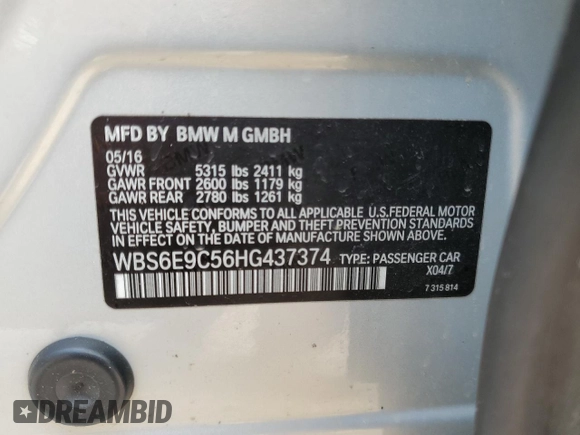 MFD BY BMW M GMBH
05/16
GVWR 5315 lbs 2411 kg
GAWR FRONT 2600 lbs 1179 kg
GAWR REAR 2780 lbs 1261 kg
THIS VEHICLE CONFORMS TO ALL APPLICABLE U.S.FEDERAL MOTOR
VEHICLE SAFETY, BUMPER, AND THEFT PREVENTION STANDARDS
IN EFFECT ON THE DATE OF MANUFACTURE SHOWN ABOVE.
WBS6E9C56HG437374 TYPE: PASSENGER CAR
X04/7
7 315 814
DREAMBID